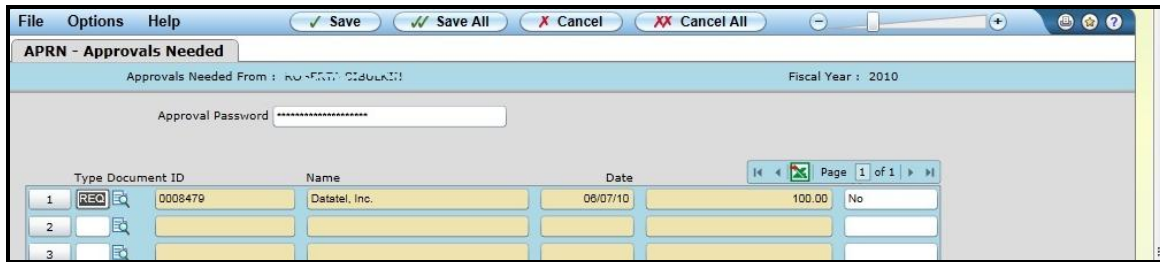 File Options Help Save Save All Cancel Cancel All
APRN - Approvals Needed
Approvals Needed From : Fiscal Year : 2010
Approval Password ********************
Page 1 of 1
Type Document ID Name Date
1 REQ 0008479 Datatel, Inc. 06/07/10 100.00 No
2
3